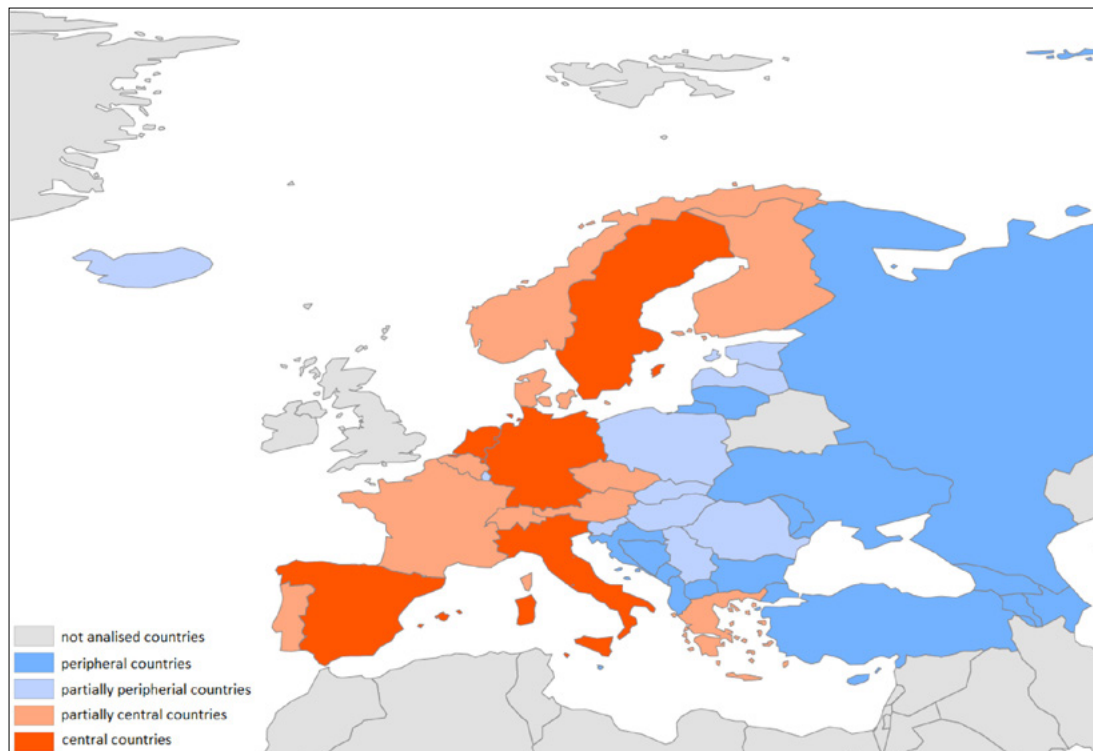 not analised countries
peripheral countries
partially peripherial countries
partially central countries
central countries